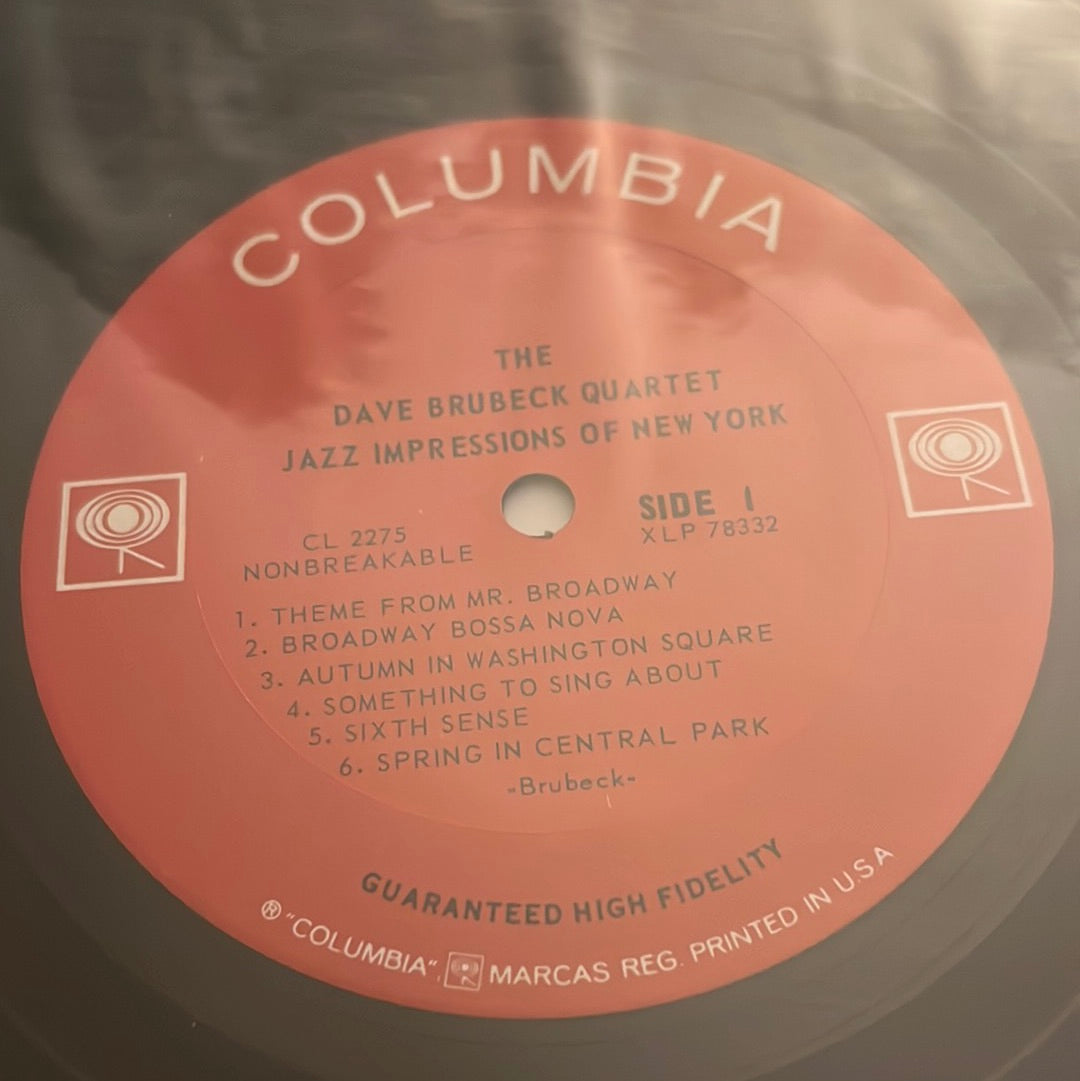 COLUMBIA
THE
DAVE BRUBECK QUARTET
JAZZ IMPRESSIONS OF NEW YORK
SIDE 1
CL 2275
XLP 78332
NONBREAKABLE
1. THEME FROM MR. BROADWAY
2. BROADWAY BOSSA NOVA
3. AUTUMN IN WASHINGTON SQUARE
4. SOMETHING TO SING ABOUT
5. SIXTH SENSE
6. SPRING IN CENTRAL PARK
-Brubeck-
GUARANTEED HIGH FIDELITY
® "COLUMBIA", MARCAS REG. PRINTED IN U.S.A